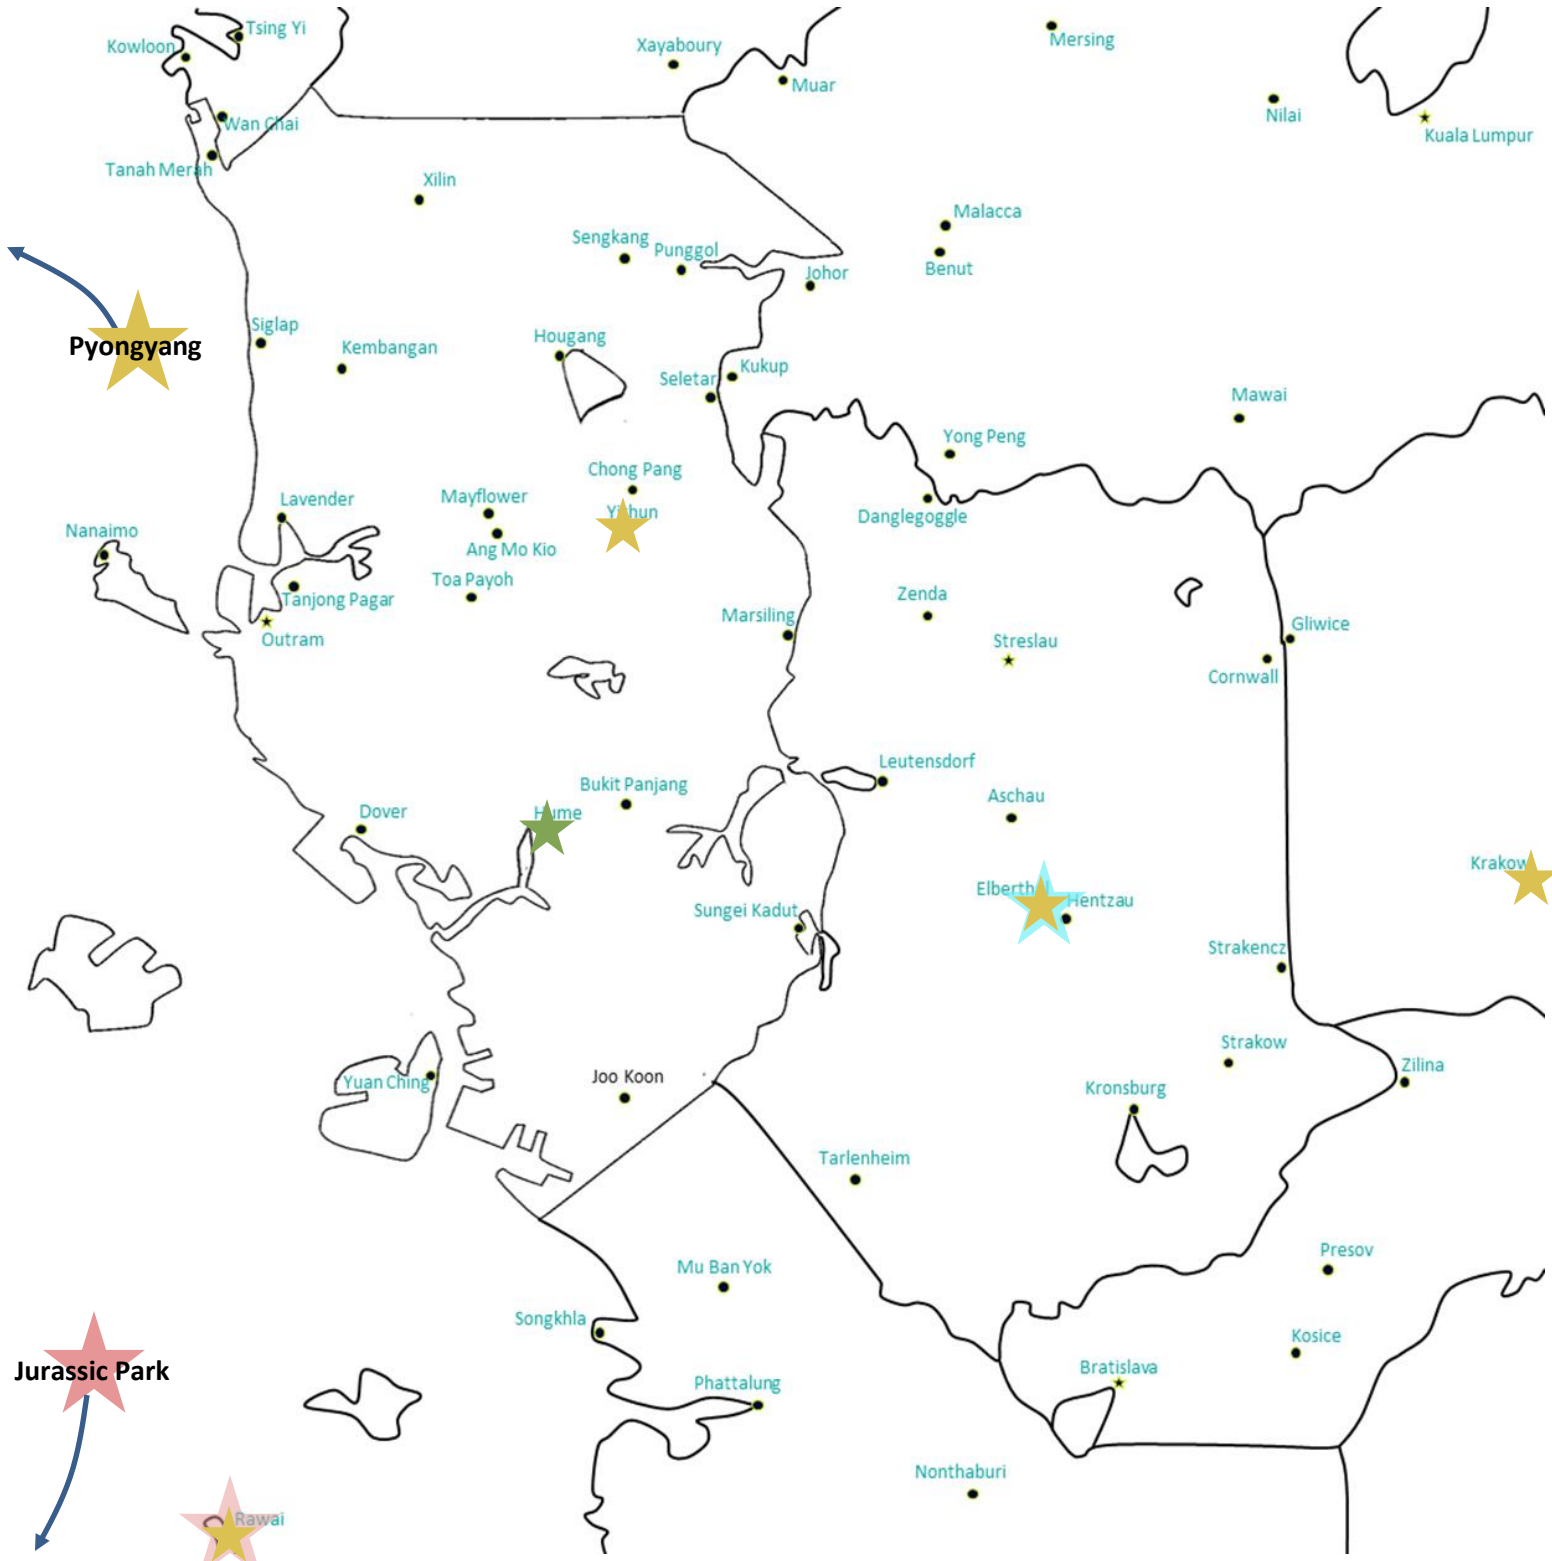 Tsing Yi
Kowloon
Xayaboury
Mersing
Muar
Nilai
Wan Chai
Kuala Lumpur
Tanah Merah
Xilin
Malacca
Sengkang
Punggol
Benut
Johor
Siglap
Pyongyang
Kembangan
Hougang
Kukup
Seletar
Mawai
Yong Peng
Chong Pang
Lavender
Mayflower
Danglegoggle
Nanaimo
Ang Mo Kio
Toa Payoh
Tanjong Pagar
Zenda
Marsiling
Gliwice
Outram
Streslau
Cornwall
Leutensdorf
Bukit Panjang
Aschau
Dover
Krakow
Hentzau
Sungei Kadut
Strakencz
Strakow
Zilina
Yuan Ching
Joo Koon
Kronsburg
Tarlenheim
Presov
Mu Ban Yok
Songkhla
Kosice
Bratislava
Jurassic Park
Phattalung
Nonthaburi
Rawai